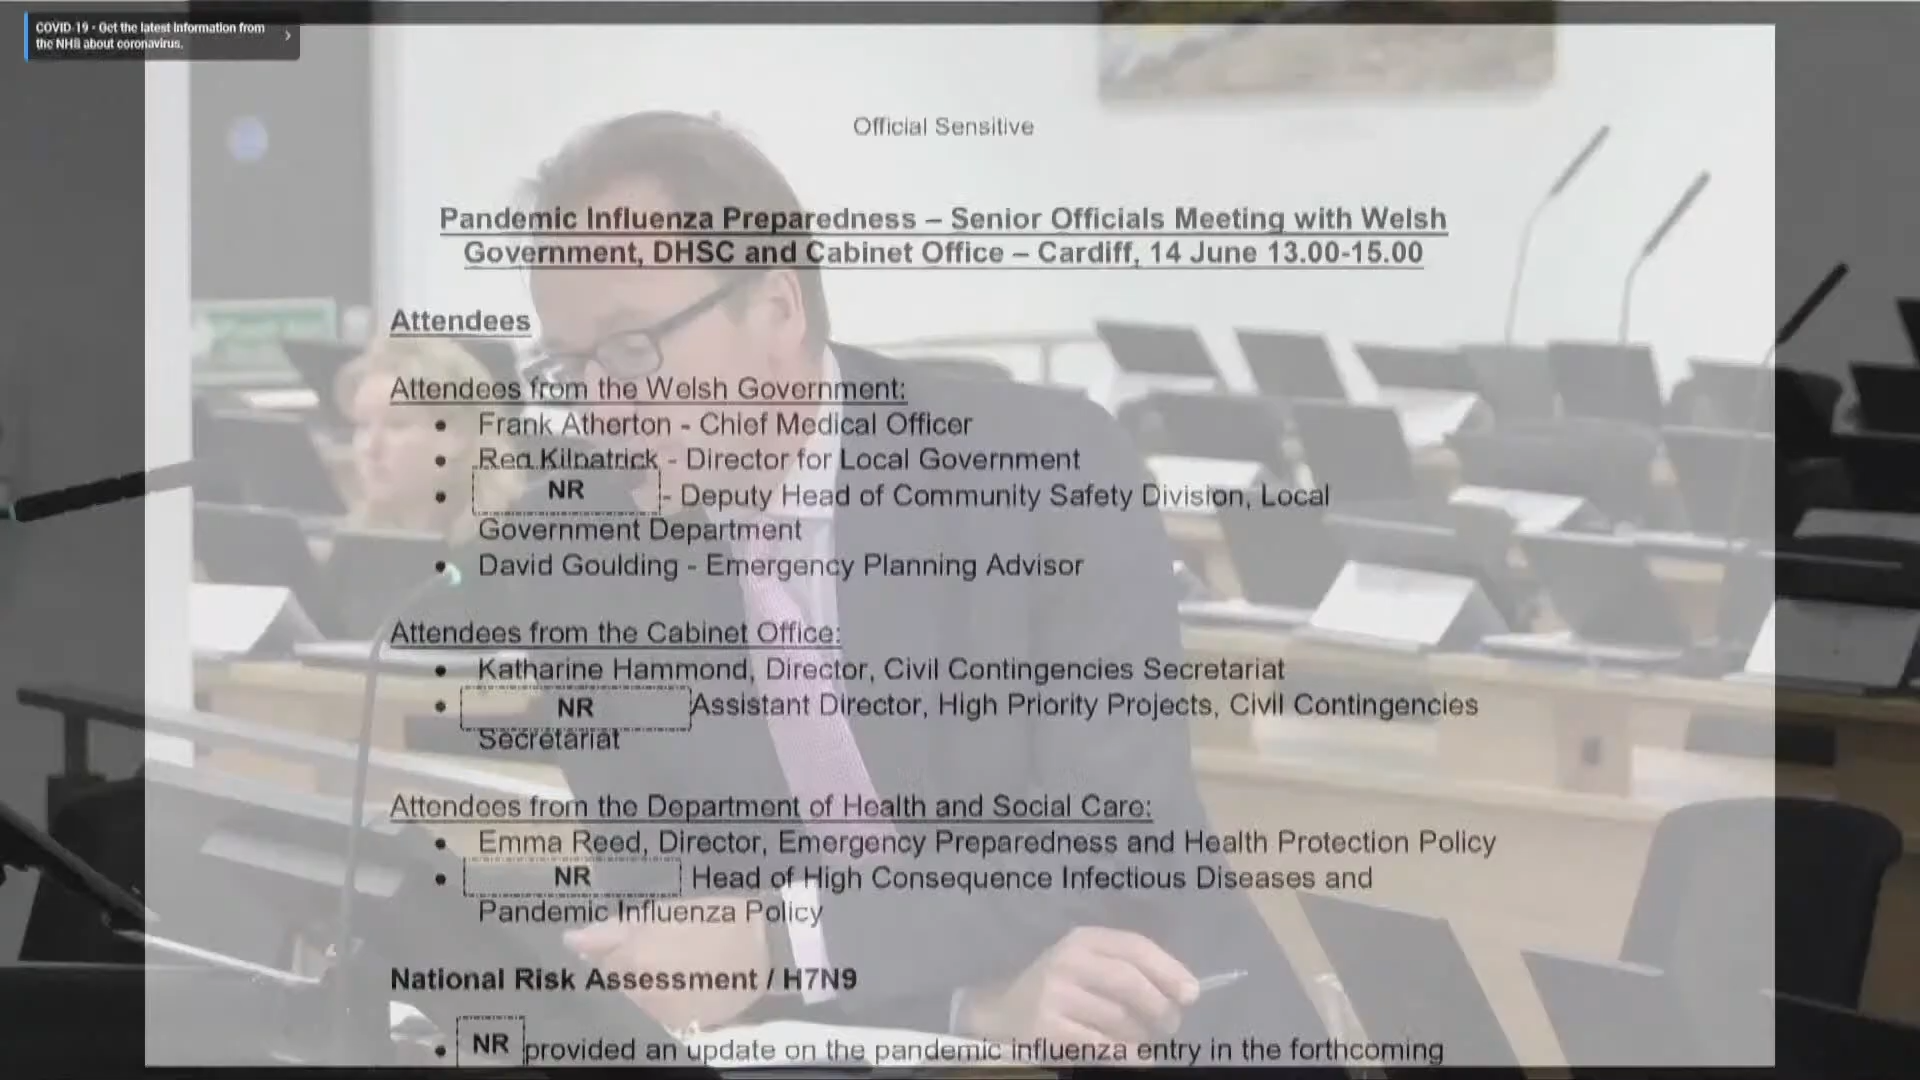 COVID-19 - Get the latest information from
the NHS about coronavirus.
Official Sensitive
Pandemic Influenza Preparedness – Senior Officials Meeting with Welsh
Government, DHSC and Cabinet Office – Cardiff, 14 June 13.00-15.00
Attendees
Attendees from the Welsh Government:
• Frank Atherton - Chief Medical Officer
• Reg Kilpatrick - Director for Local Government
• NR - Deputy Head of Community Safety Division, Local
Government Department
• David Goulding - Emergency Planning Advisor
Attendees from the Cabinet Office:
• Katharine Hammond, Director, Civil Contingencies Secretariat
• NR Assistant Director, High Priority Projects, Civil Contingencies
Secretariat
Attendees from the Department of Health and Social Care:
• Emma Reed, Director, Emergency Preparedness and Health Protection Policy
• NR Head of High Consequence Infectious Diseases and
Pandemic Influenza Policy
National Risk Assessment / H7N9
• NR provided an update on the pandemic influenza entry in the forthcoming